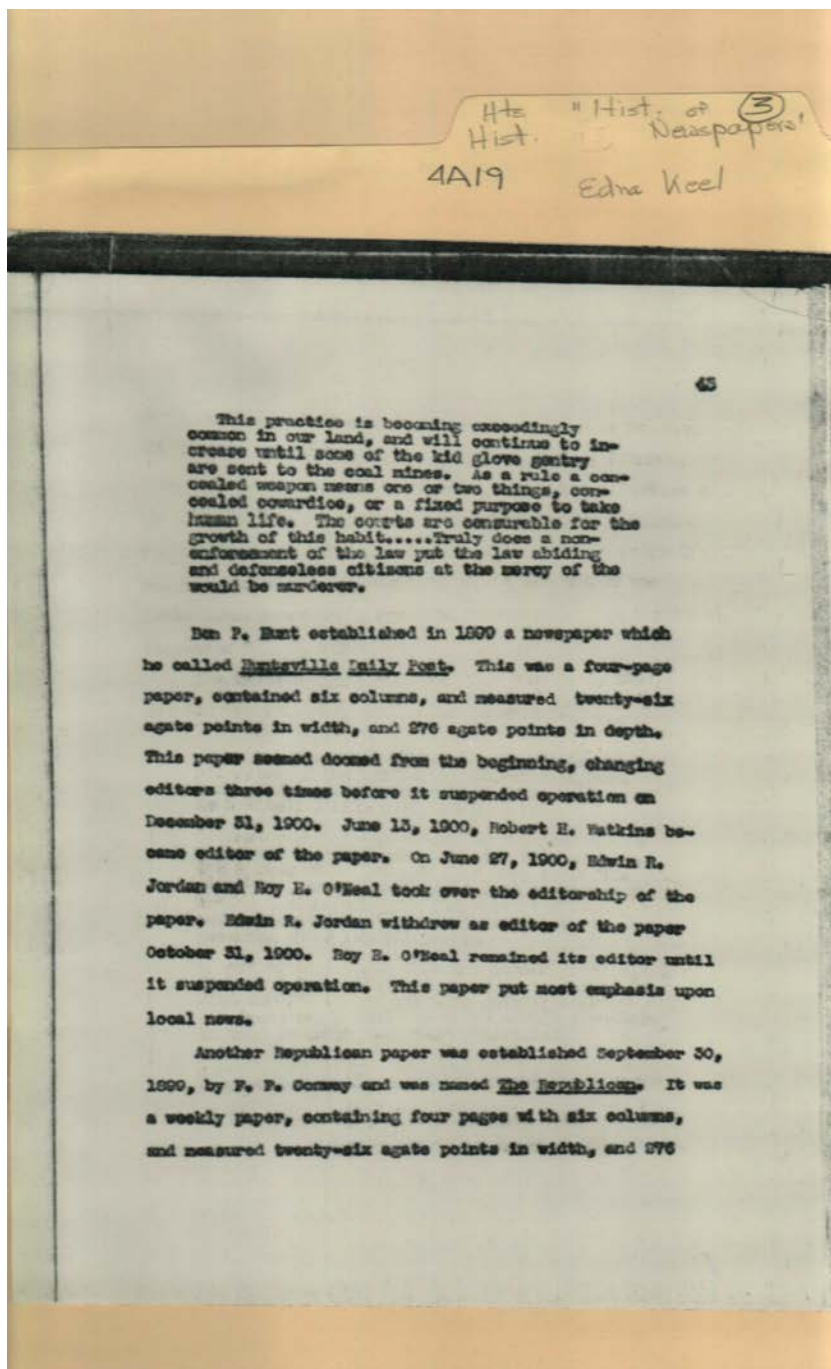 Hts "Hist. of ③
Hist. Newspapers"
4A19 Edna Keel
43
This practice is becoming exceedingly
common in our land, and will continue to in-
crease until some of the kid glove gentry
are sent to the coal mines. As a rule a con-
cealed weapon means one or two things, con-
cealed cowardice, or a fixed purpose to take
human life. The courts are censurable for the
growth of this habit.....Truly does a non-
enforcement of the law put the law abiding
and defenseless citizens at the mercy of the
would be murderer.
Ben P. Hunt established in 1899 a newspaper which
he called Huntsville Daily Post. This was a four-page
paper, contained six columns, and measured twenty-six
agate points in width, and 276 agate points in depth.
This paper seemed doomed from the beginning, changing
editors three times before it suspended operation on
December 31, 1900. June 13, 1900, Robert H. Watkins be-
came editor of the paper. On June 27, 1900, Edwin R.
Jordan and Roy E. O'Neal took over the editorship of the
paper. Edwin R. Jordan withdrew as editor of the paper
October 31, 1900. Roy E. O'Neal remained its editor until
it suspended operation. This paper put most emphasis upon
local news.
Another Republican paper was established September 30,
1899, by F. P. Conway and was named The Republican. It was
a weekly paper, containing four pages with six columns,
and measured twenty-six agate points in width, and 276